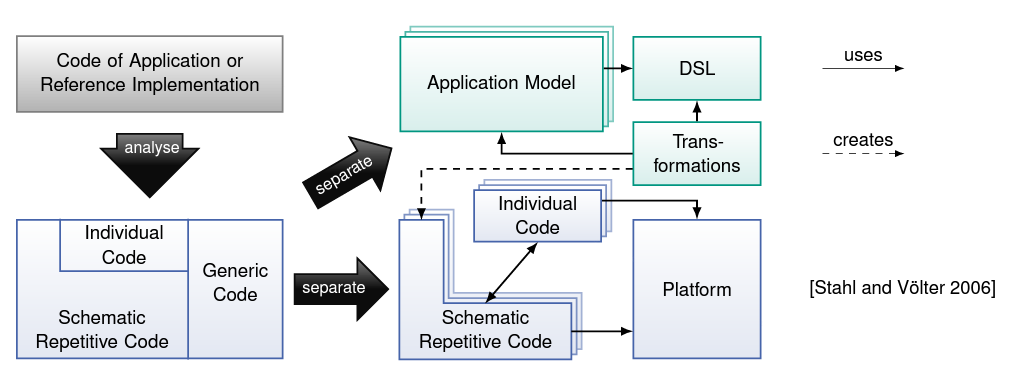 Code of Application or
Reference Implementation
analyse
Individual
Code
Generic
Code
Schematic
Repetitive Code
separate
separate
Application Model
DSL
Trans-
formations
Individual
Code
Schematic
Repetitive Code
Platform
uses
creates
[Stahl and Völter 2006]